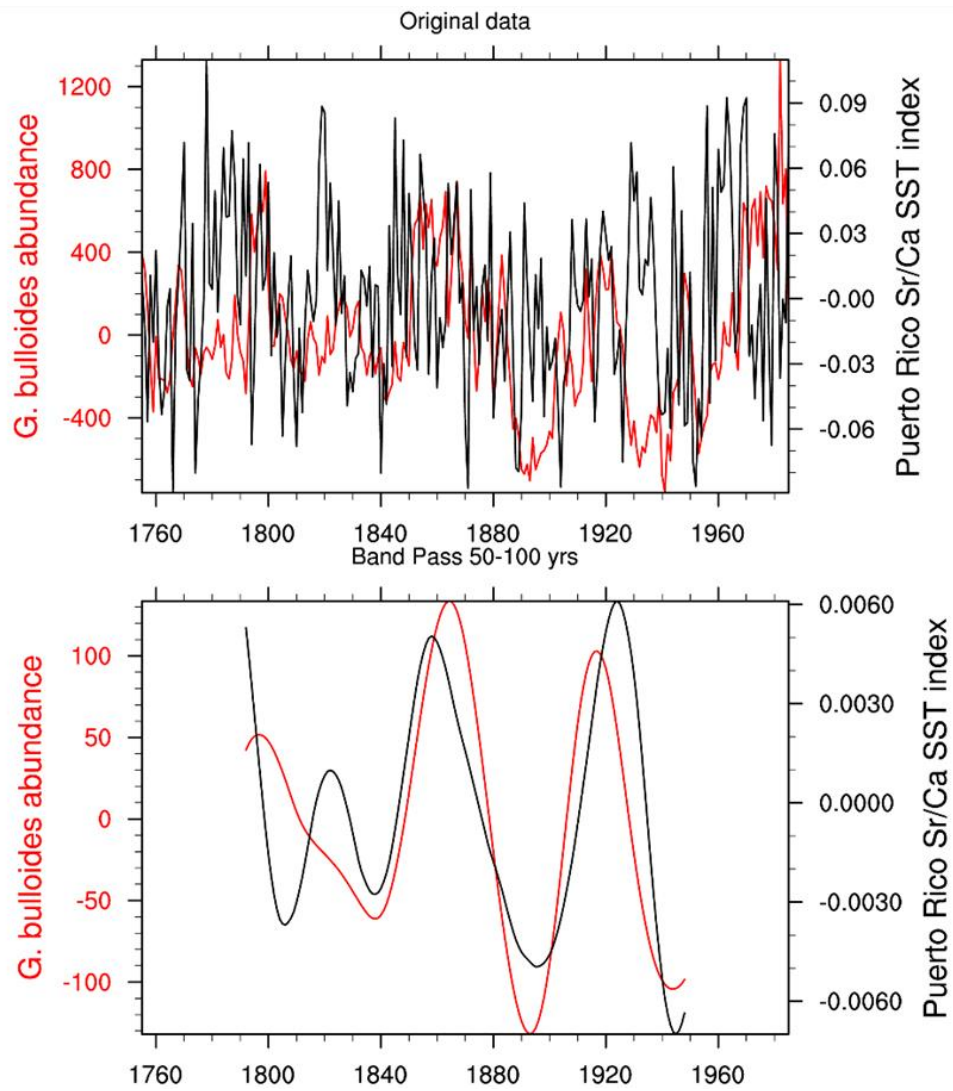 Original data
G. bulloides abundance
1200
800
400
0
-400
0.09
0.06
0.03
-0.00
-0.03
-0.06
Puerto Rico Sr/Ca SST index
1760 1800 1840 1880 1920 1960
Band Pass 50-100 yrs
G. bulloides abundance
100
50
0
-50
-100
0.0060
0.0030
0.0000
-0.0030
-0.0060
Puerto Rico Sr/Ca SST index
1760 1800 1840 1880 1920 1960